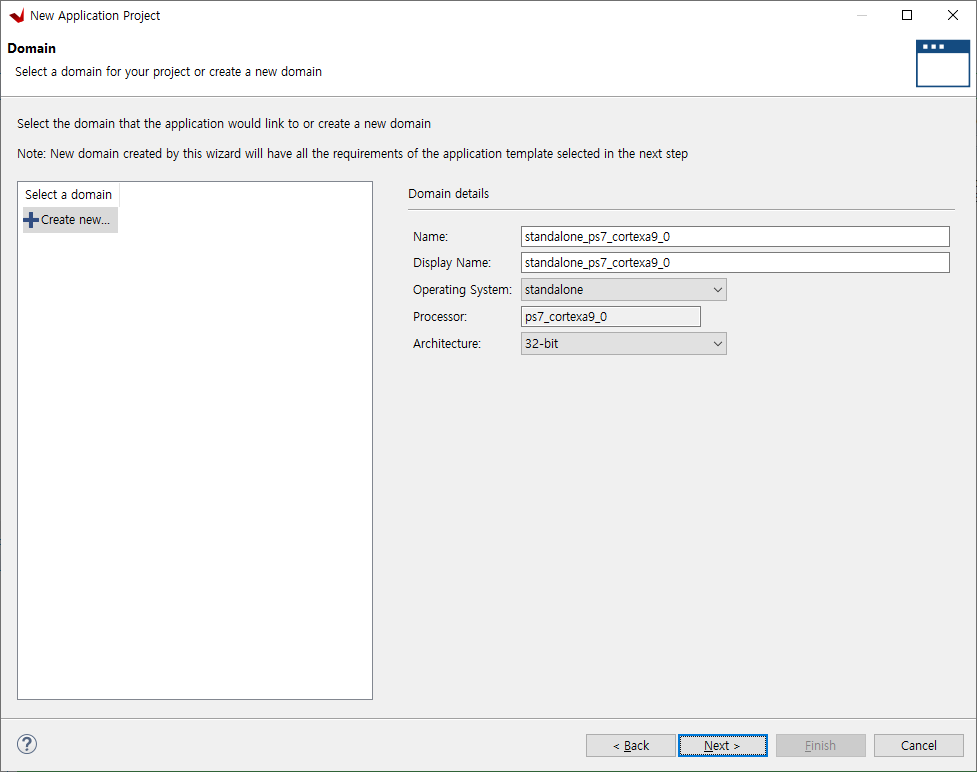 New Application Project
Domain
Select a domain for your project or create a new domain
Select the domain that the application would link to or create a new domain
Note: New domain created by this wizard will have all the requirements of the application template selected in the next step
Select a domain
Create new...
Domain details
Name: standalone_ps7_cortexa9_0
Display Name: standalone_ps7_cortexa9_0
Operating System: standalone
Processor: ps7_cortexa9_0
Architecture: 32-bit
?
< Back Next > Finish Cancel